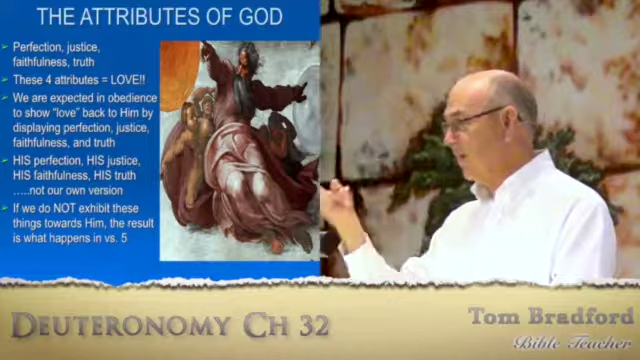 THE ATTRIBUTES OF GOD
Perfection, justice,
faithfulness, truth
These 4 attributes = LOVE!!
We are expected in obedience
to show "love" back to Him by
displaying perfection, justice,
faithfulness, and truth
HIS perfection, HIS justice,
HIS faithfulness, HIS truth
.....not our own version
If we do NOT exhibit these
things towards Him, the result
is what happens in vs. 5
DEUTERONOMY CH 32
Tom Bradford
Bible Teacher